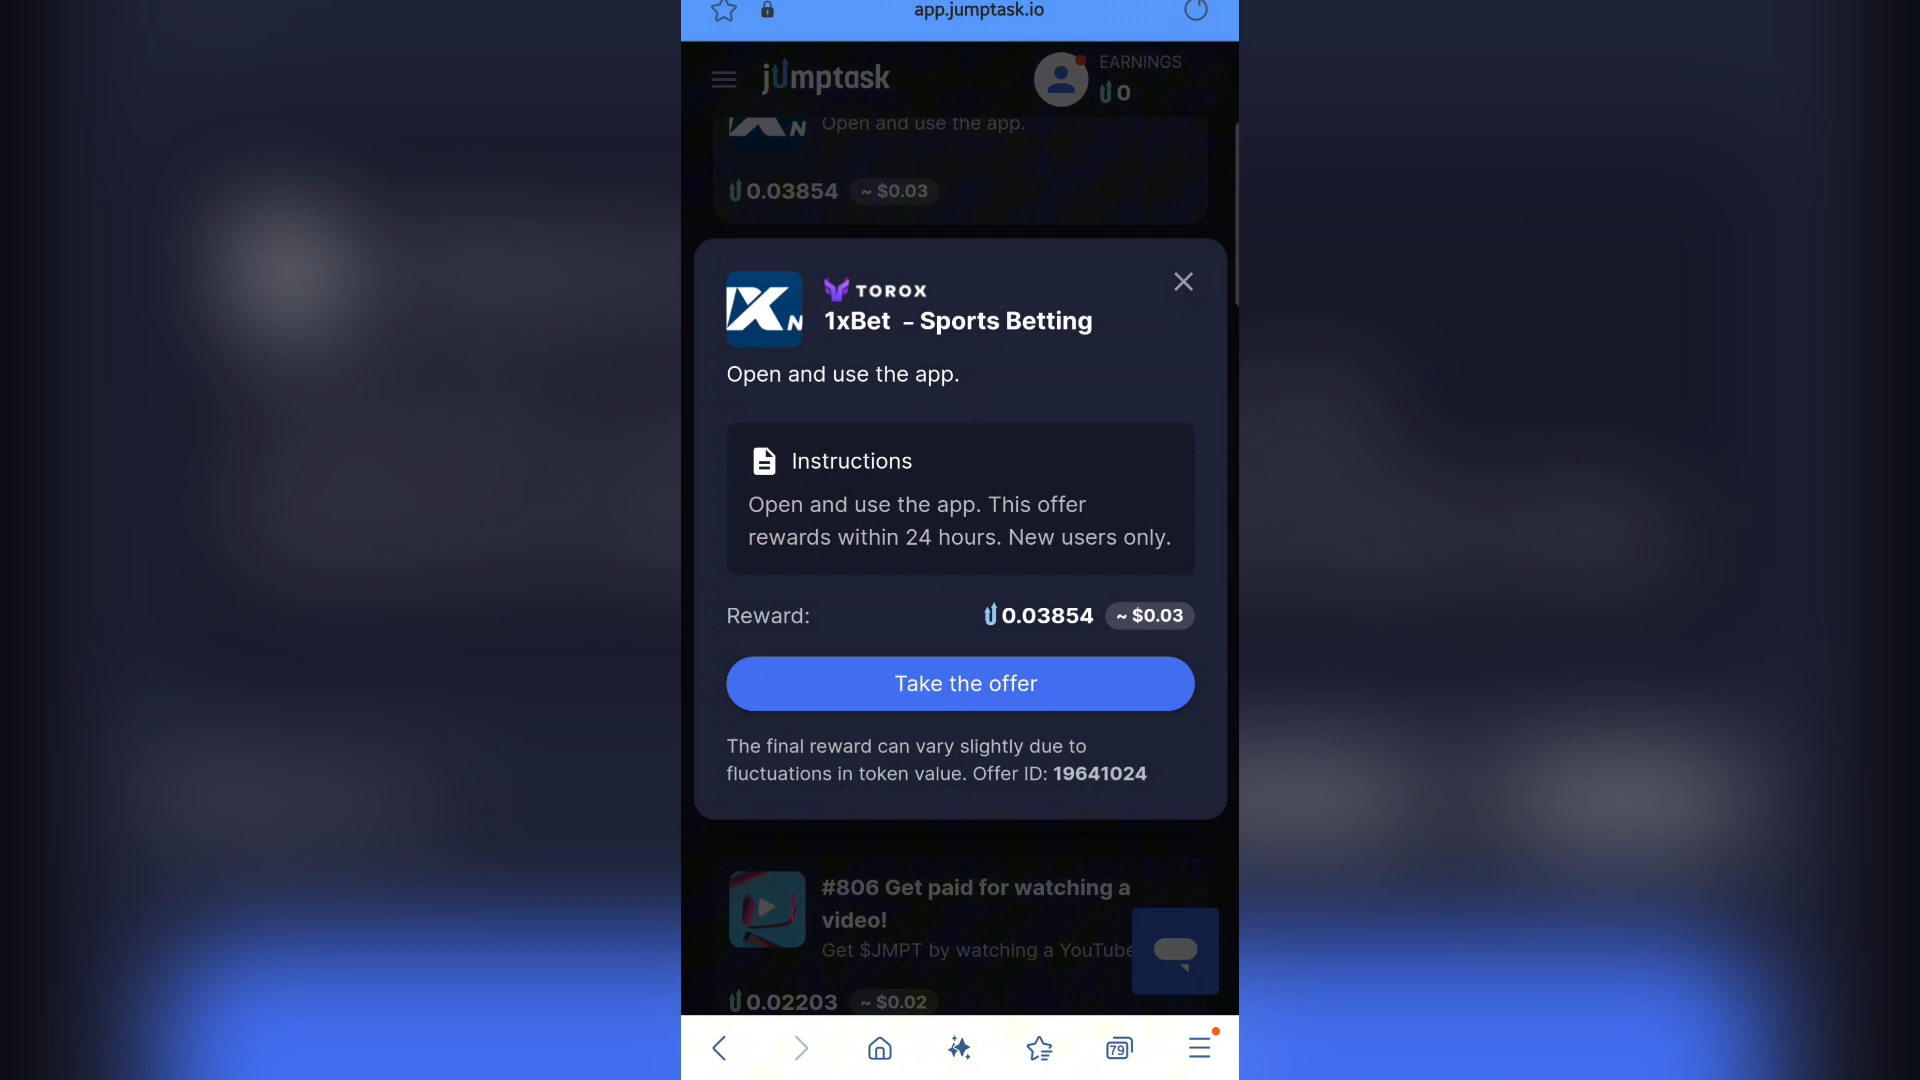 app.jumptask.io
jumptask
EARNINGS
0
N
Open and use the app.
0.03854 ~ $0.03
TOROX
1X N
1xBet - Sports Betting
Open and use the app.
Instructions
Open and use the app. This offer
rewards within 24 hours. New users only.
Reward: 0.03854 ~ $0.03
Take the offer
The final reward can vary slightly due to
fluctuations in token value. Offer ID: 19641024
#806 Get paid for watching a
video!
Get $JMPT by watching a YouTube
0.02203 ~ $0.02
79